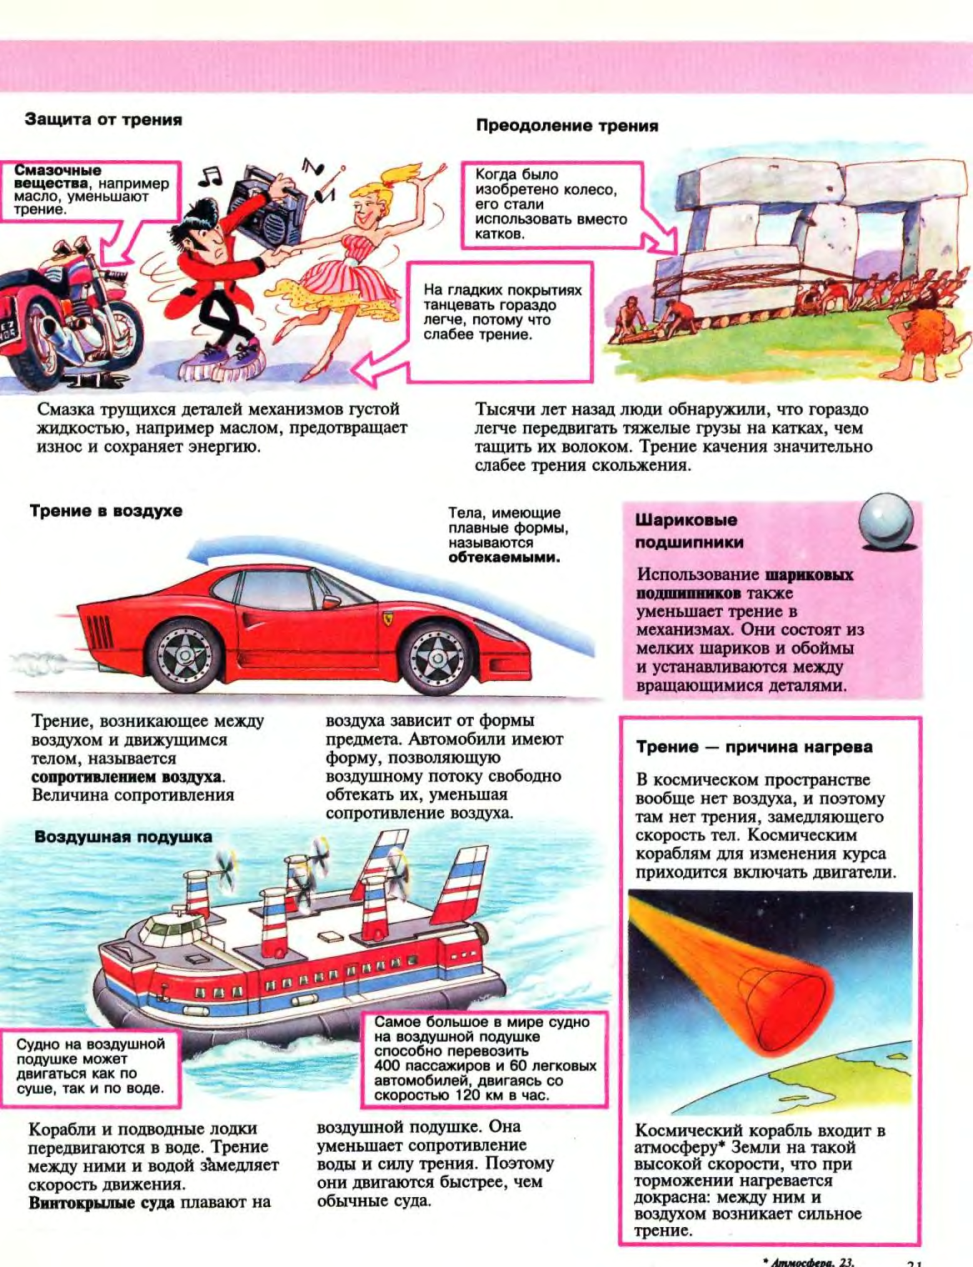 Защита от трения
Смазочные
вещества, например
масло, уменьшают
трение.
На гладких покрытиях
танцевать гораздо
легче, потому что
слабее трение.
Смазка трущихся деталей механизмов густой
жидкостью, например маслом, предотвращает
износ и сохраняет энергию.
Преодоление трения
Когда было
изобретено колесо,
его стали
использовать вместо
катков.
Тысячи лет назад люди обнаружили, что гораздо
легче передвигать тяжелые грузы на катках, чем
тащить их волоком. Трение качения значительно
слабее трения скольжения.
Трение в воздухе
Тела, имеющие
плавные формы,
называются
обтекаемыми.
Трение, возникающее между
воздухом и движущимся
телом, называется
сопротивлением воздуха.
Величина сопротивления
воздуха зависит от формы
предмета. Автомобили имеют
форму, позволяющую
воздушному потоку свободно
обтекать их, уменьшая
сопротивление воздуха.
Шариковые
подшипники
Использование шариковых
подшипников также
уменьшает трение в
механизмах. Они состоят из
мелких шариков и обоймы
и устанавливаются между
вращающимися деталями.
Воздушная подушка
Судно на воздушной
подушке может
двигаться как по
суше, так и по воде.
Самое большое в мире судно
на воздушной подушке
способно перевозить
400 пассажиров и 60 легковых
автомобилей, двигаясь со
скоростью 120 км в час.
Корабли и подводные лодки
передвигаются в воде. Трение
между ними и водой замедляет
скорость движения.
Винтокрылые суда плавают на
воздушной подушке. Она
уменьшает сопротивление
воды и силу трения. Поэтому
они двигаются быстрее, чем
обычные суда.
Трение — причина нагрева
В космическом пространстве
вообще нет воздуха, и поэтому
там нет трения, замедляющего
скорость тел. Космическим
кораблям для изменения курса
приходится включать двигатели.
Космический корабль входит в
атмосферу* Земли на такой
высокой скорости, что при
торможении нагревается
докрасна: между ним и
воздухом возникает сильное
трение.
* Атмосфера, 23.
21